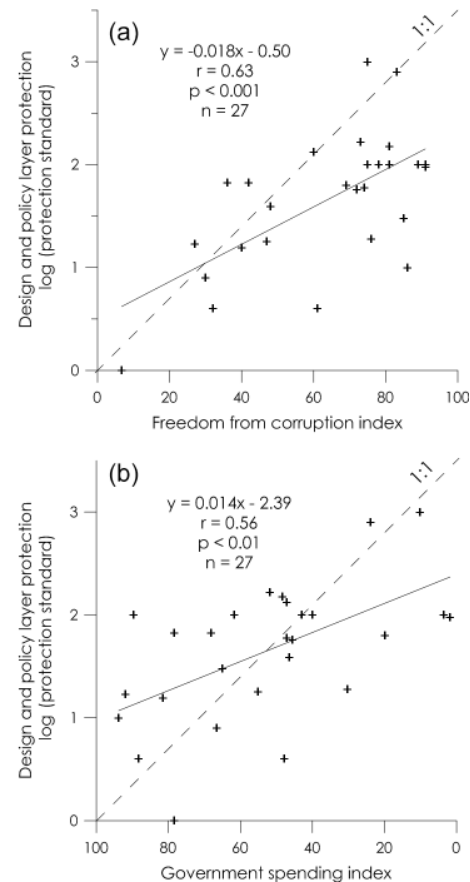 (a)
1:1
y = -0.018x - 0.50
r = 0.63
p < 0.001
n = 27
3
2
1
0
Design and policy layer protection
log (protection standard)
0 20 40 60 80 100
Freedom from corruption index
(b)
1:1
y = 0.014x - 2.39
r = 0.56
p < 0.01
n = 27
3
2
1
0
Design and policy layer protection
log (protection standard)
100 80 60 40 20 0
Government spending index